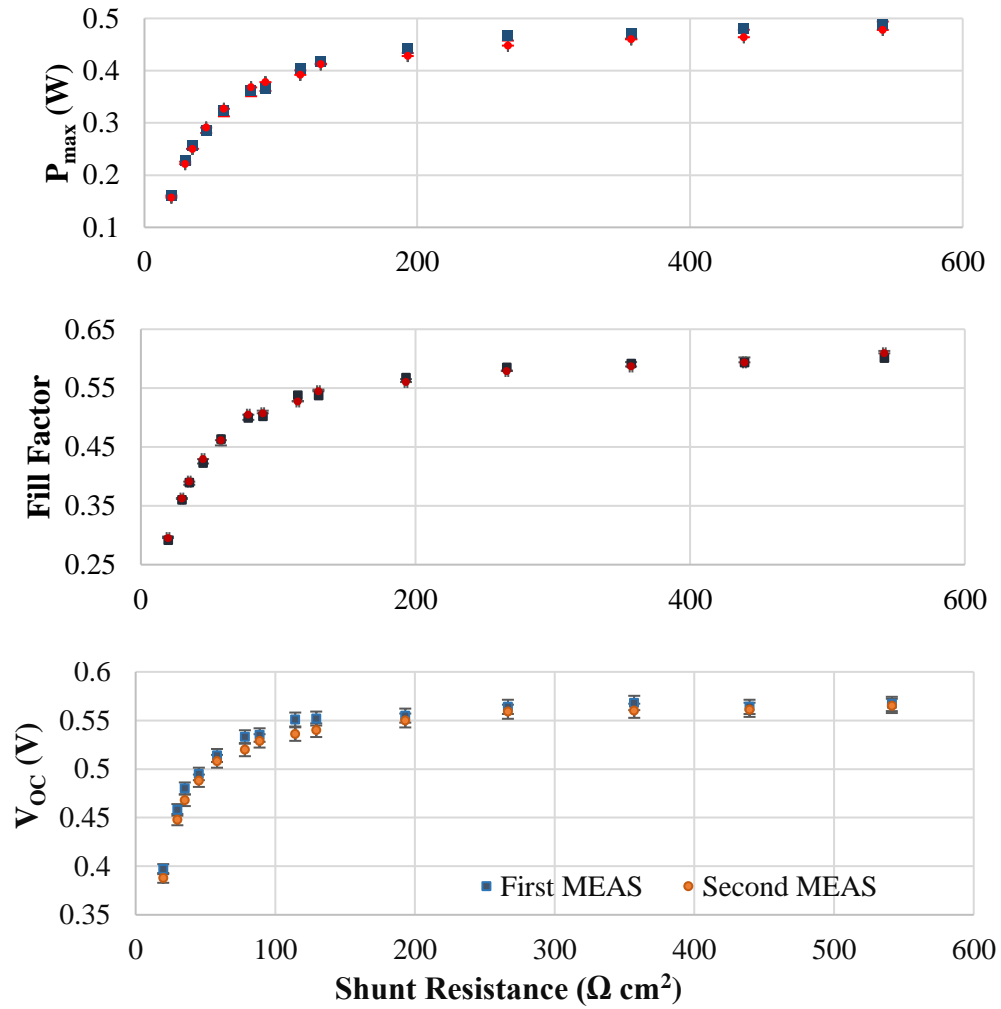 P_max (W)
0.5
0.4
0.3
0.2
0.1
0 200 400 600
Fill Factor
0.65
0.55
0.45
0.35
0.25
0 200 400 600
V_OC (V)
0.6
0.55
0.5
0.45
0.4
0.35
First MEAS Second MEAS
0 100 200 300 400 500 600
Shunt Resistance (Ω cm²)